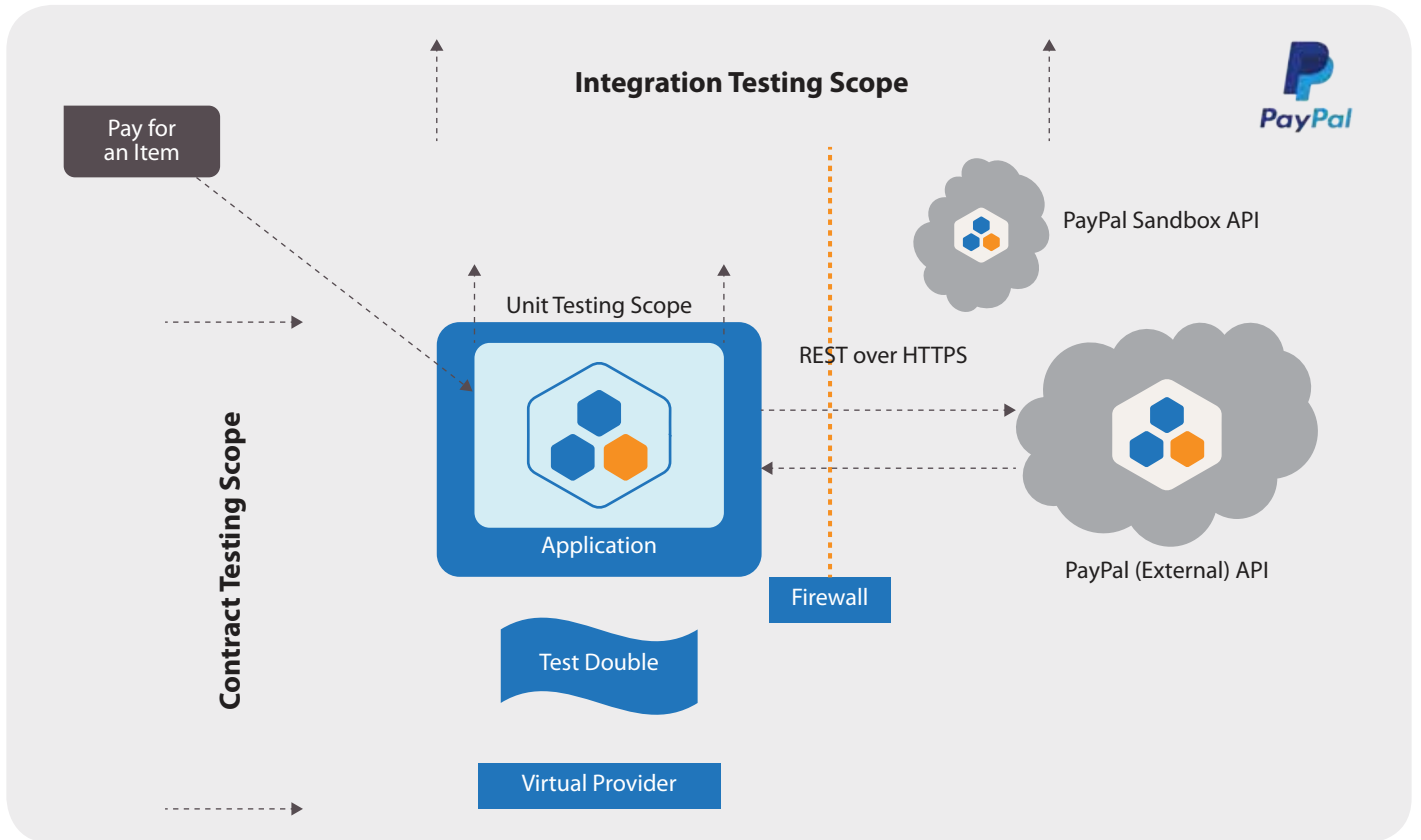 Integration Testing Scope
PayPal
Pay for
an Item
PayPal Sandbox API
Unit Testing Scope
REST over HTTPS
Contract Testing Scope
Application
PayPal (External) API
Firewall
Test Double
Virtual Provider